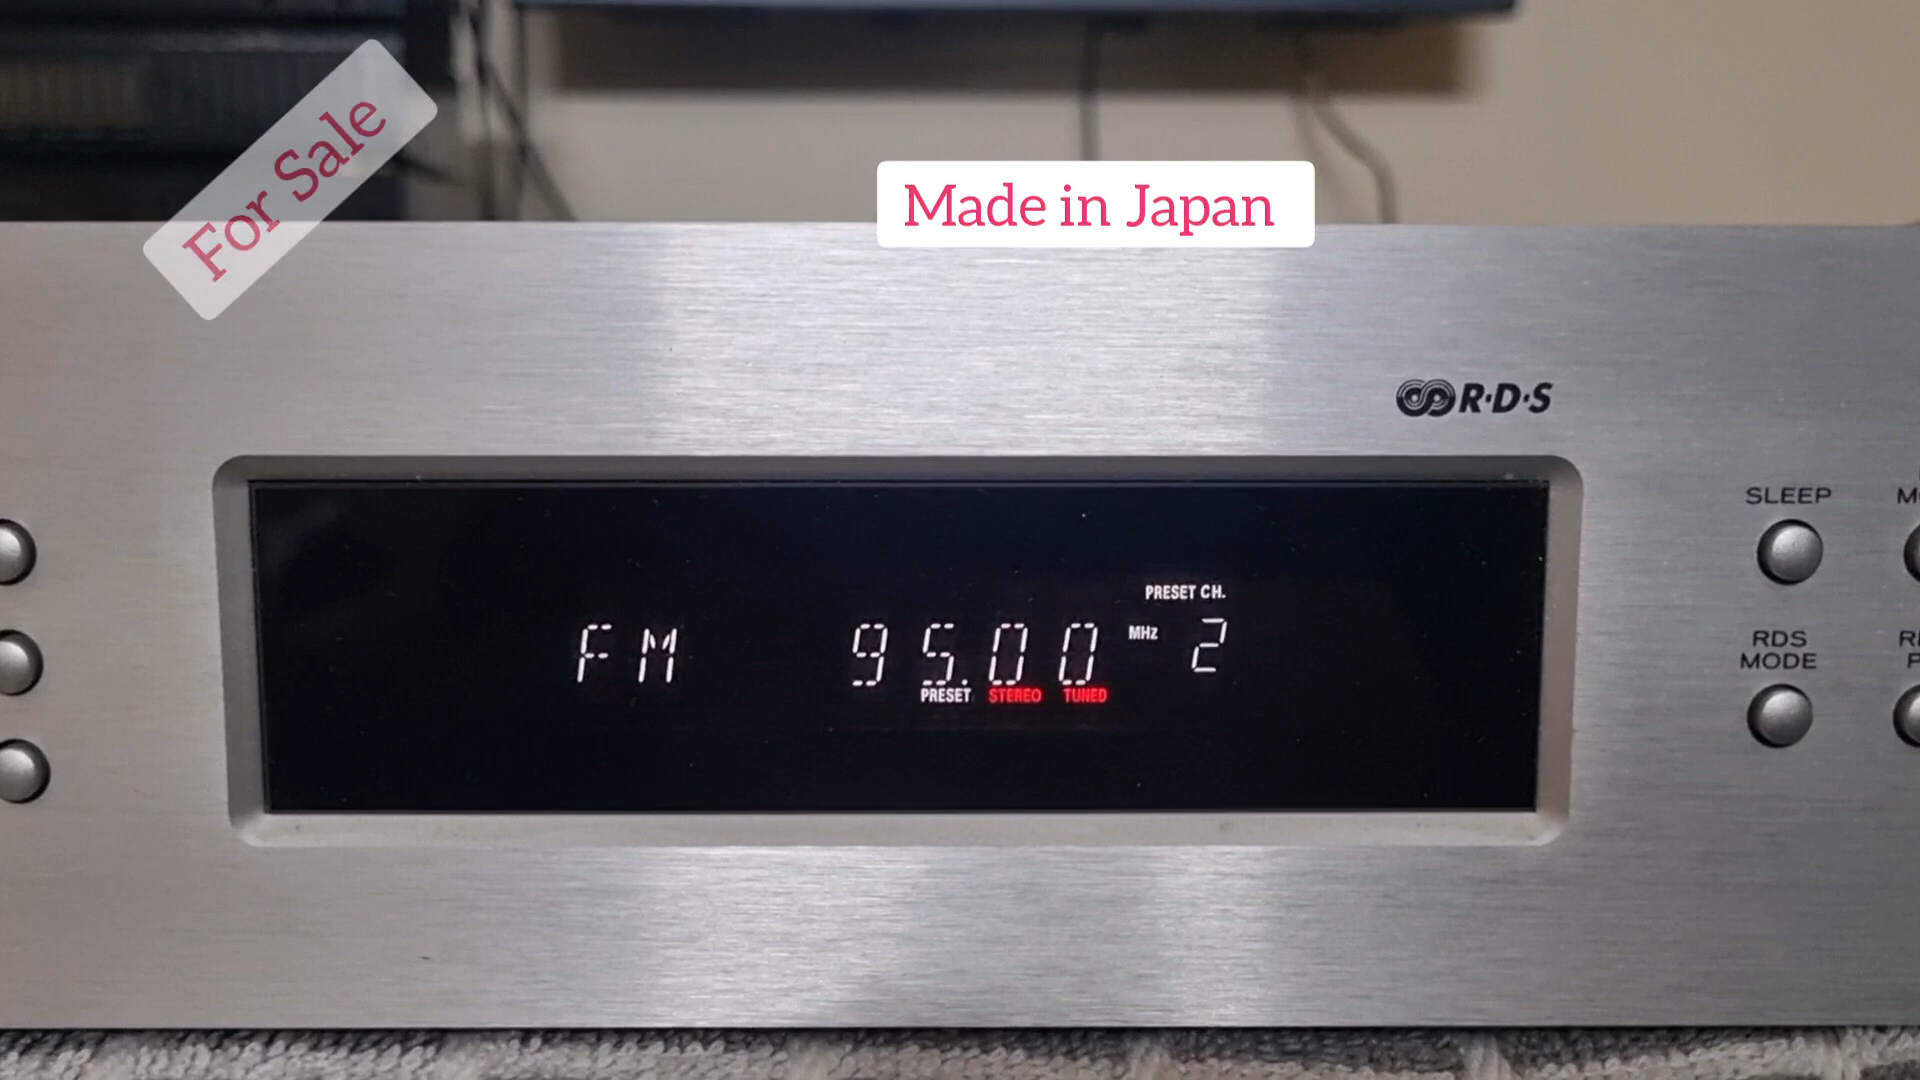 For Sale
Made in Japan
R·D·S
SLEEP
PRESET CH.
FM 95.00 MHz 2
PRESET STEREO TUNED
RDS
MODE